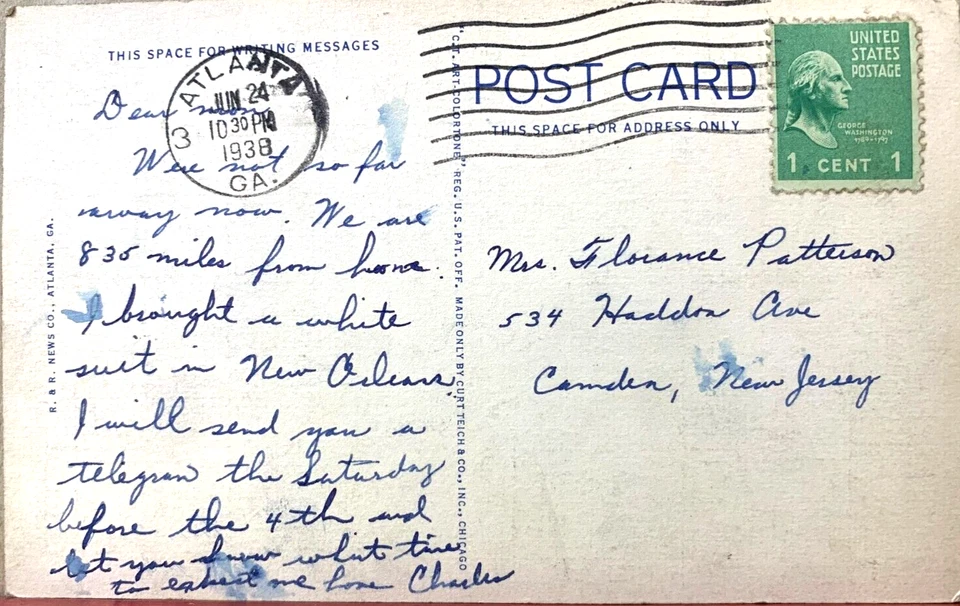 THIS SPACE FOR WRITING MESSAGES
ATLANTA
3
JUN 24
10 30 PM
1938
GA.
Dear mom
Were not so far
away now. We are
835 miles from home.
I brought a white
suit in New Orleans.
I will send you a
telegram the Saturday
before the 4th and
let you know what time
to expect me home Charles
R. & R. NEWS CO., ATLANTA, GA.
"C.T. ART-COLORTONE" REG. U.S. PAT. OFF. MADE ONLY BY CURT TEICH & CO., INC., CHICAGO
POST CARD
THIS SPACE FOR ADDRESS ONLY
UNITED
STATES
POSTAGE
GEORGE
WASHINGTON
1 CENT 1
Mrs. Florance Patterson
534 Haddon Ave
Camden, New Jersey